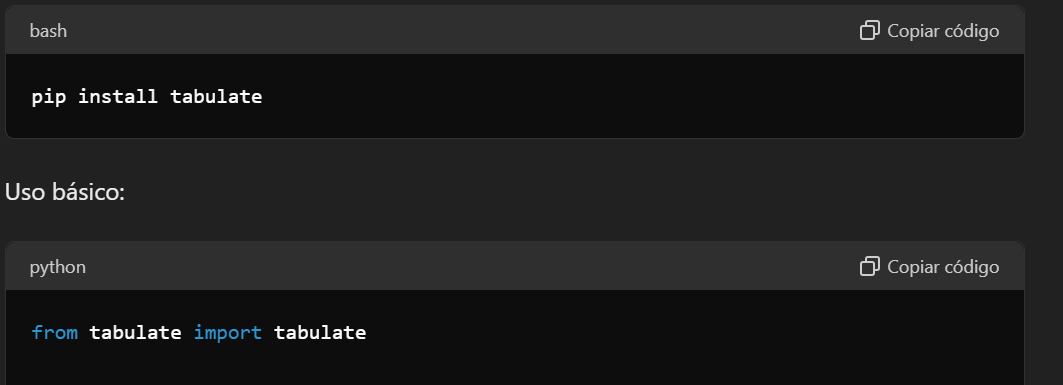 bash
Copiar código
pip install tabulate
Uso básico:
python
Copiar código
from tabulate import tabulate